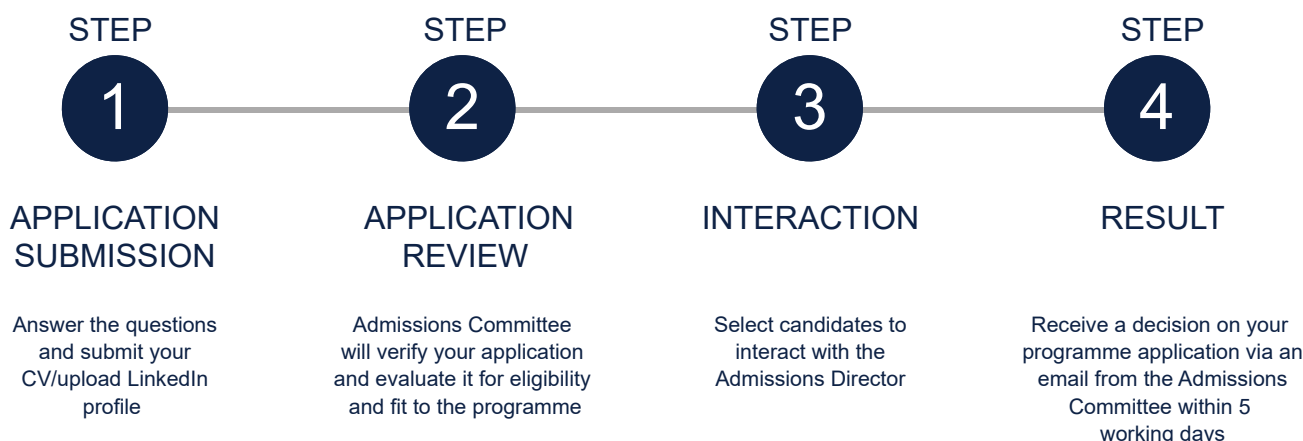 STEP
1
APPLICATION
SUBMISSION
Answer the questions
and submit your
CV/upload LinkedIn
profile
STEP
2
APPLICATION
REVIEW
Admissions Committee
will verify your application
and evaluate it for eligibility
and fit to the programme
STEP
3
INTERACTION
Select candidates to
interact with the
Admissions Director
STEP
4
RESULT
Receive a decision on your
programme application via an
email from the Admissions
Committee within 5
working days